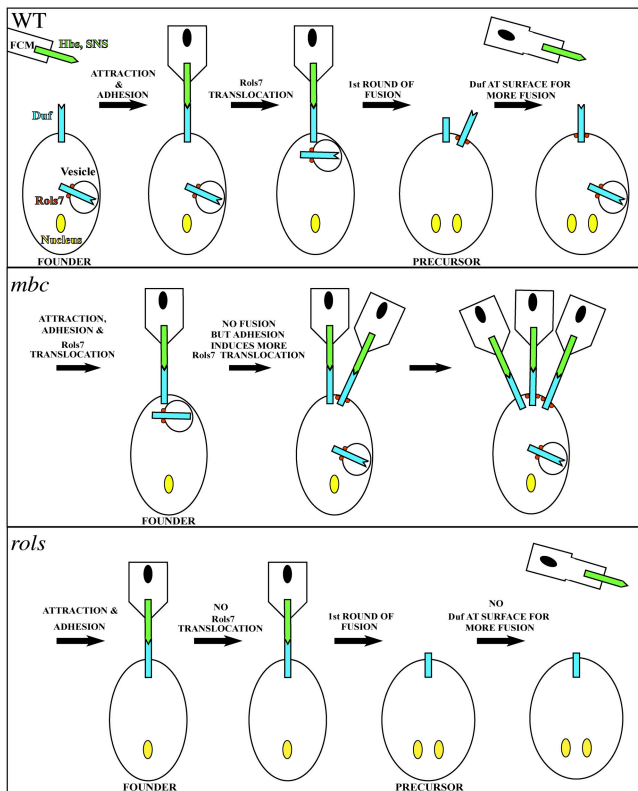 WT
FCM
Hbs, SNS
ATTRACTION
&
ADHESION
Rols7
TRANSLOCATION
1st ROUND OF
FUSION
Duf AT SURFACE FOR
MORE FUSION
Duf
Vesicle
Rols7
Nucleus
FOUNDER
PRECURSOR
mbc
ATTRACTION,
ADHESION &
Rols7
TRANSLOCATION
NO FUSION
BUT ADHESION
INDUCES MORE
Rols7 TRANSLOCATION
FOUNDER
rols
ATTRACTION &
ADHESION
NO
Rols7
TRANSLOCATION
1st ROUND OF
FUSION
NO
Duf AT SURFACE FOR
MORE FUSION
FOUNDER
PRECURSOR